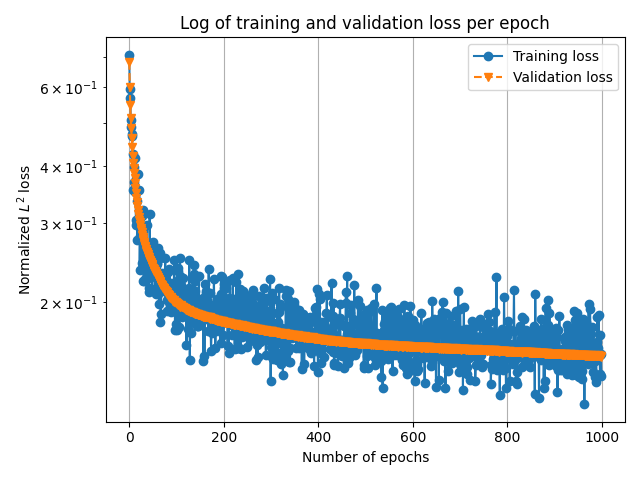 Log of training and validation loss per epoch
Training loss
Validation loss
6 × 10⁻¹
4 × 10⁻¹
3 × 10⁻¹
2 × 10⁻¹
Normalized L² loss
0 200 400 600 800 1000
Number of epochs